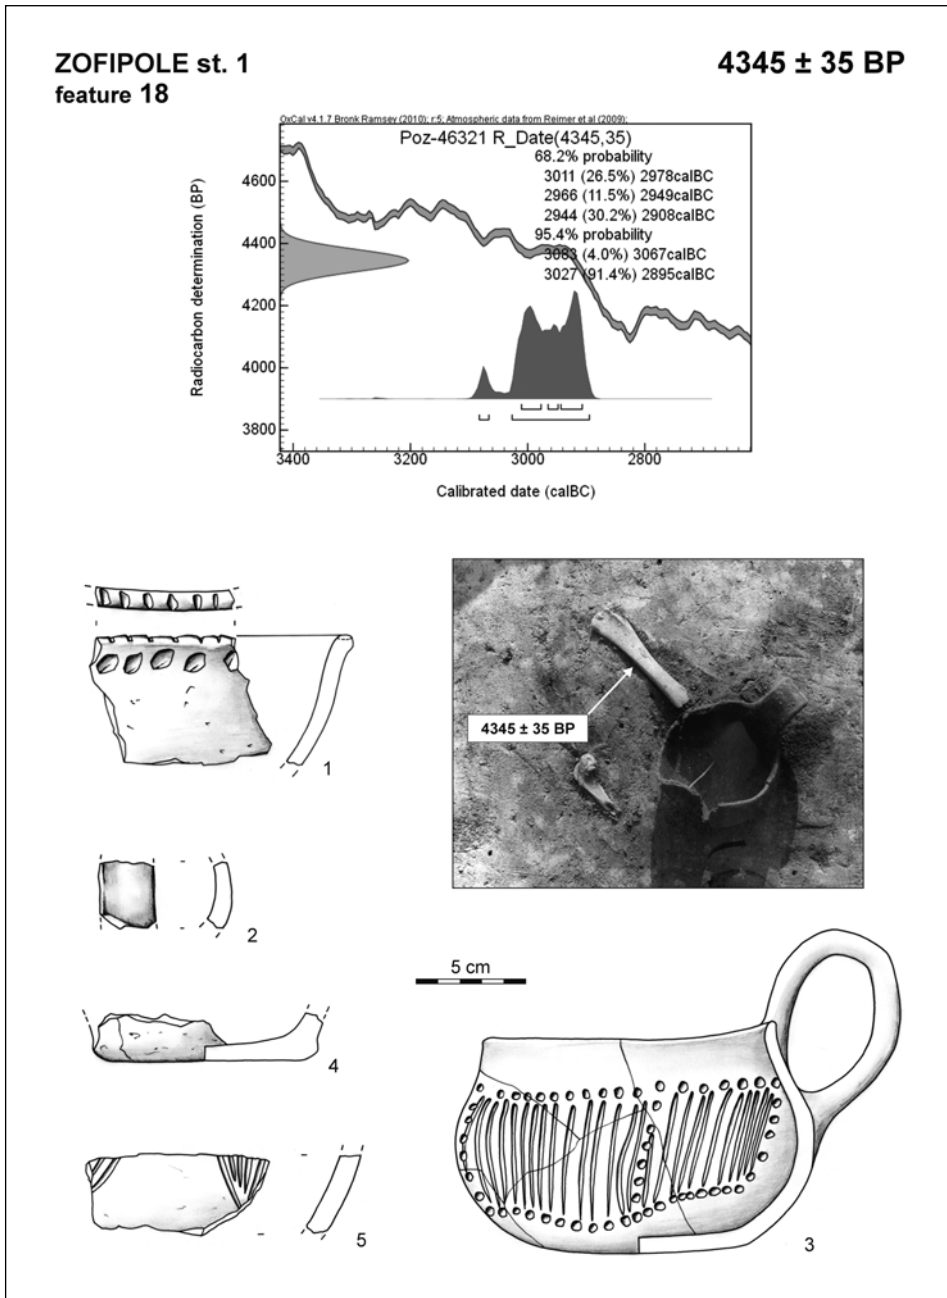 ZOFIPOLE st. 1
feature 18
4345 ± 35 BP
OxCal v4.1.7 Bronk Ramsey (2010); r:5; Atmospheric data from Reimer et al (2009);
Poz-46321 R_Date(4345,35)
68.2% probability
3011 (26.5%) 2978calBC
2966 (11.5%) 2949calBC
2944 (30.2%) 2908calBC
95.4% probability
3083 (4.0%) 3067calBC
3027 (91.4%) 2895calBC
Radiocarbon determination (BP)
4600
4400
4200
4000
3800
3400
3200
3000
2800
Calibrated date (calBC)
1
4345 ± 35 BP
2
5 cm
4
5
3